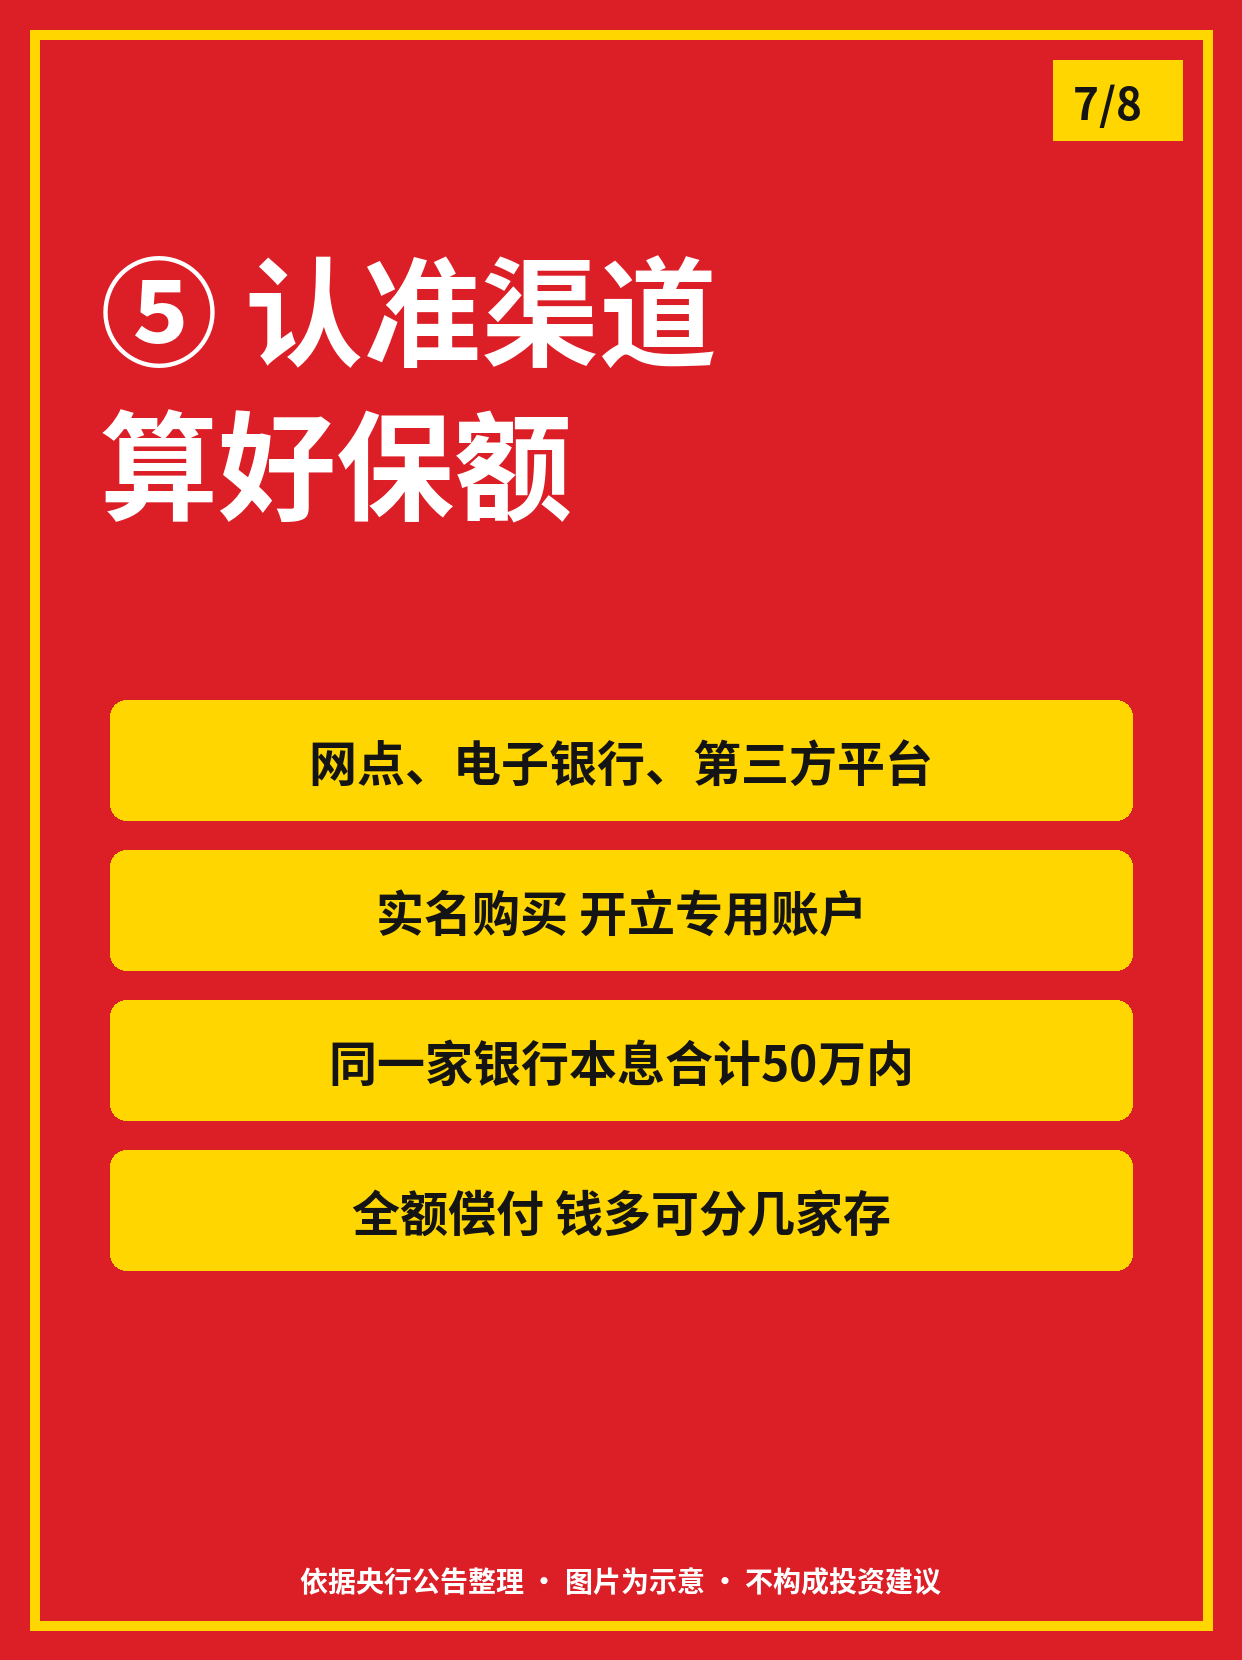 7/8
⑤ 认准渠道
算好保额
网点、电子银行、第三方平台
实名购买 开立专用账户
同一家银行本息合计50万内
全额偿付 钱多可分几家存
依据央行公告整理 · 图片为示意 · 不构成投资建议